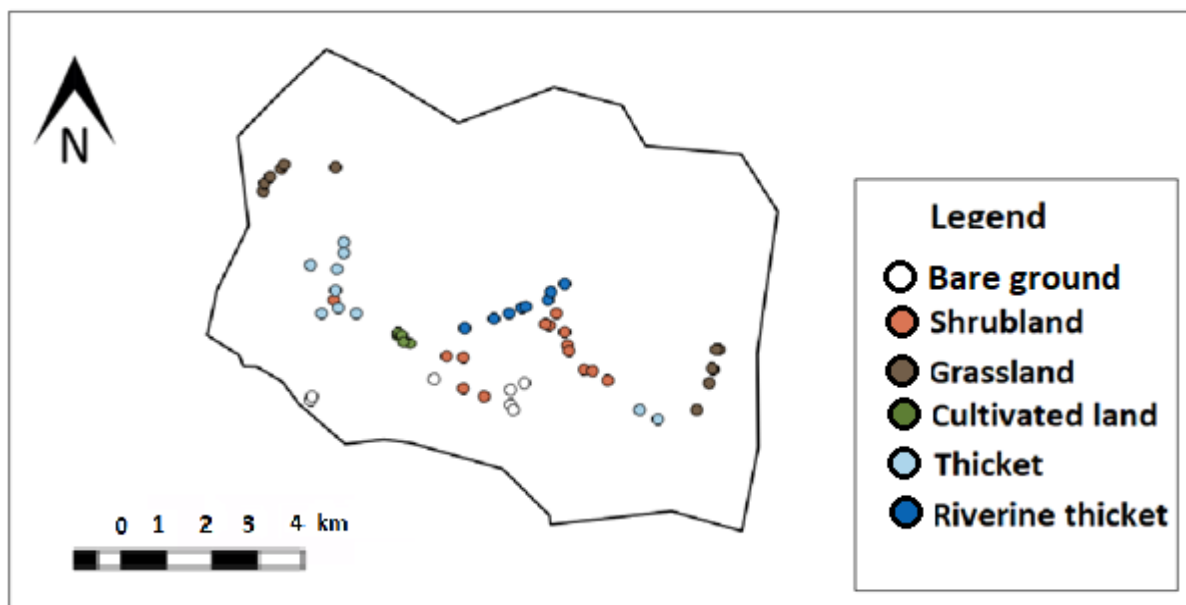 N
Legend
Bare ground
Shrubland
Grassland
Cultivated land
Thicket
Riverine thicket
0 1 2 3 4 km